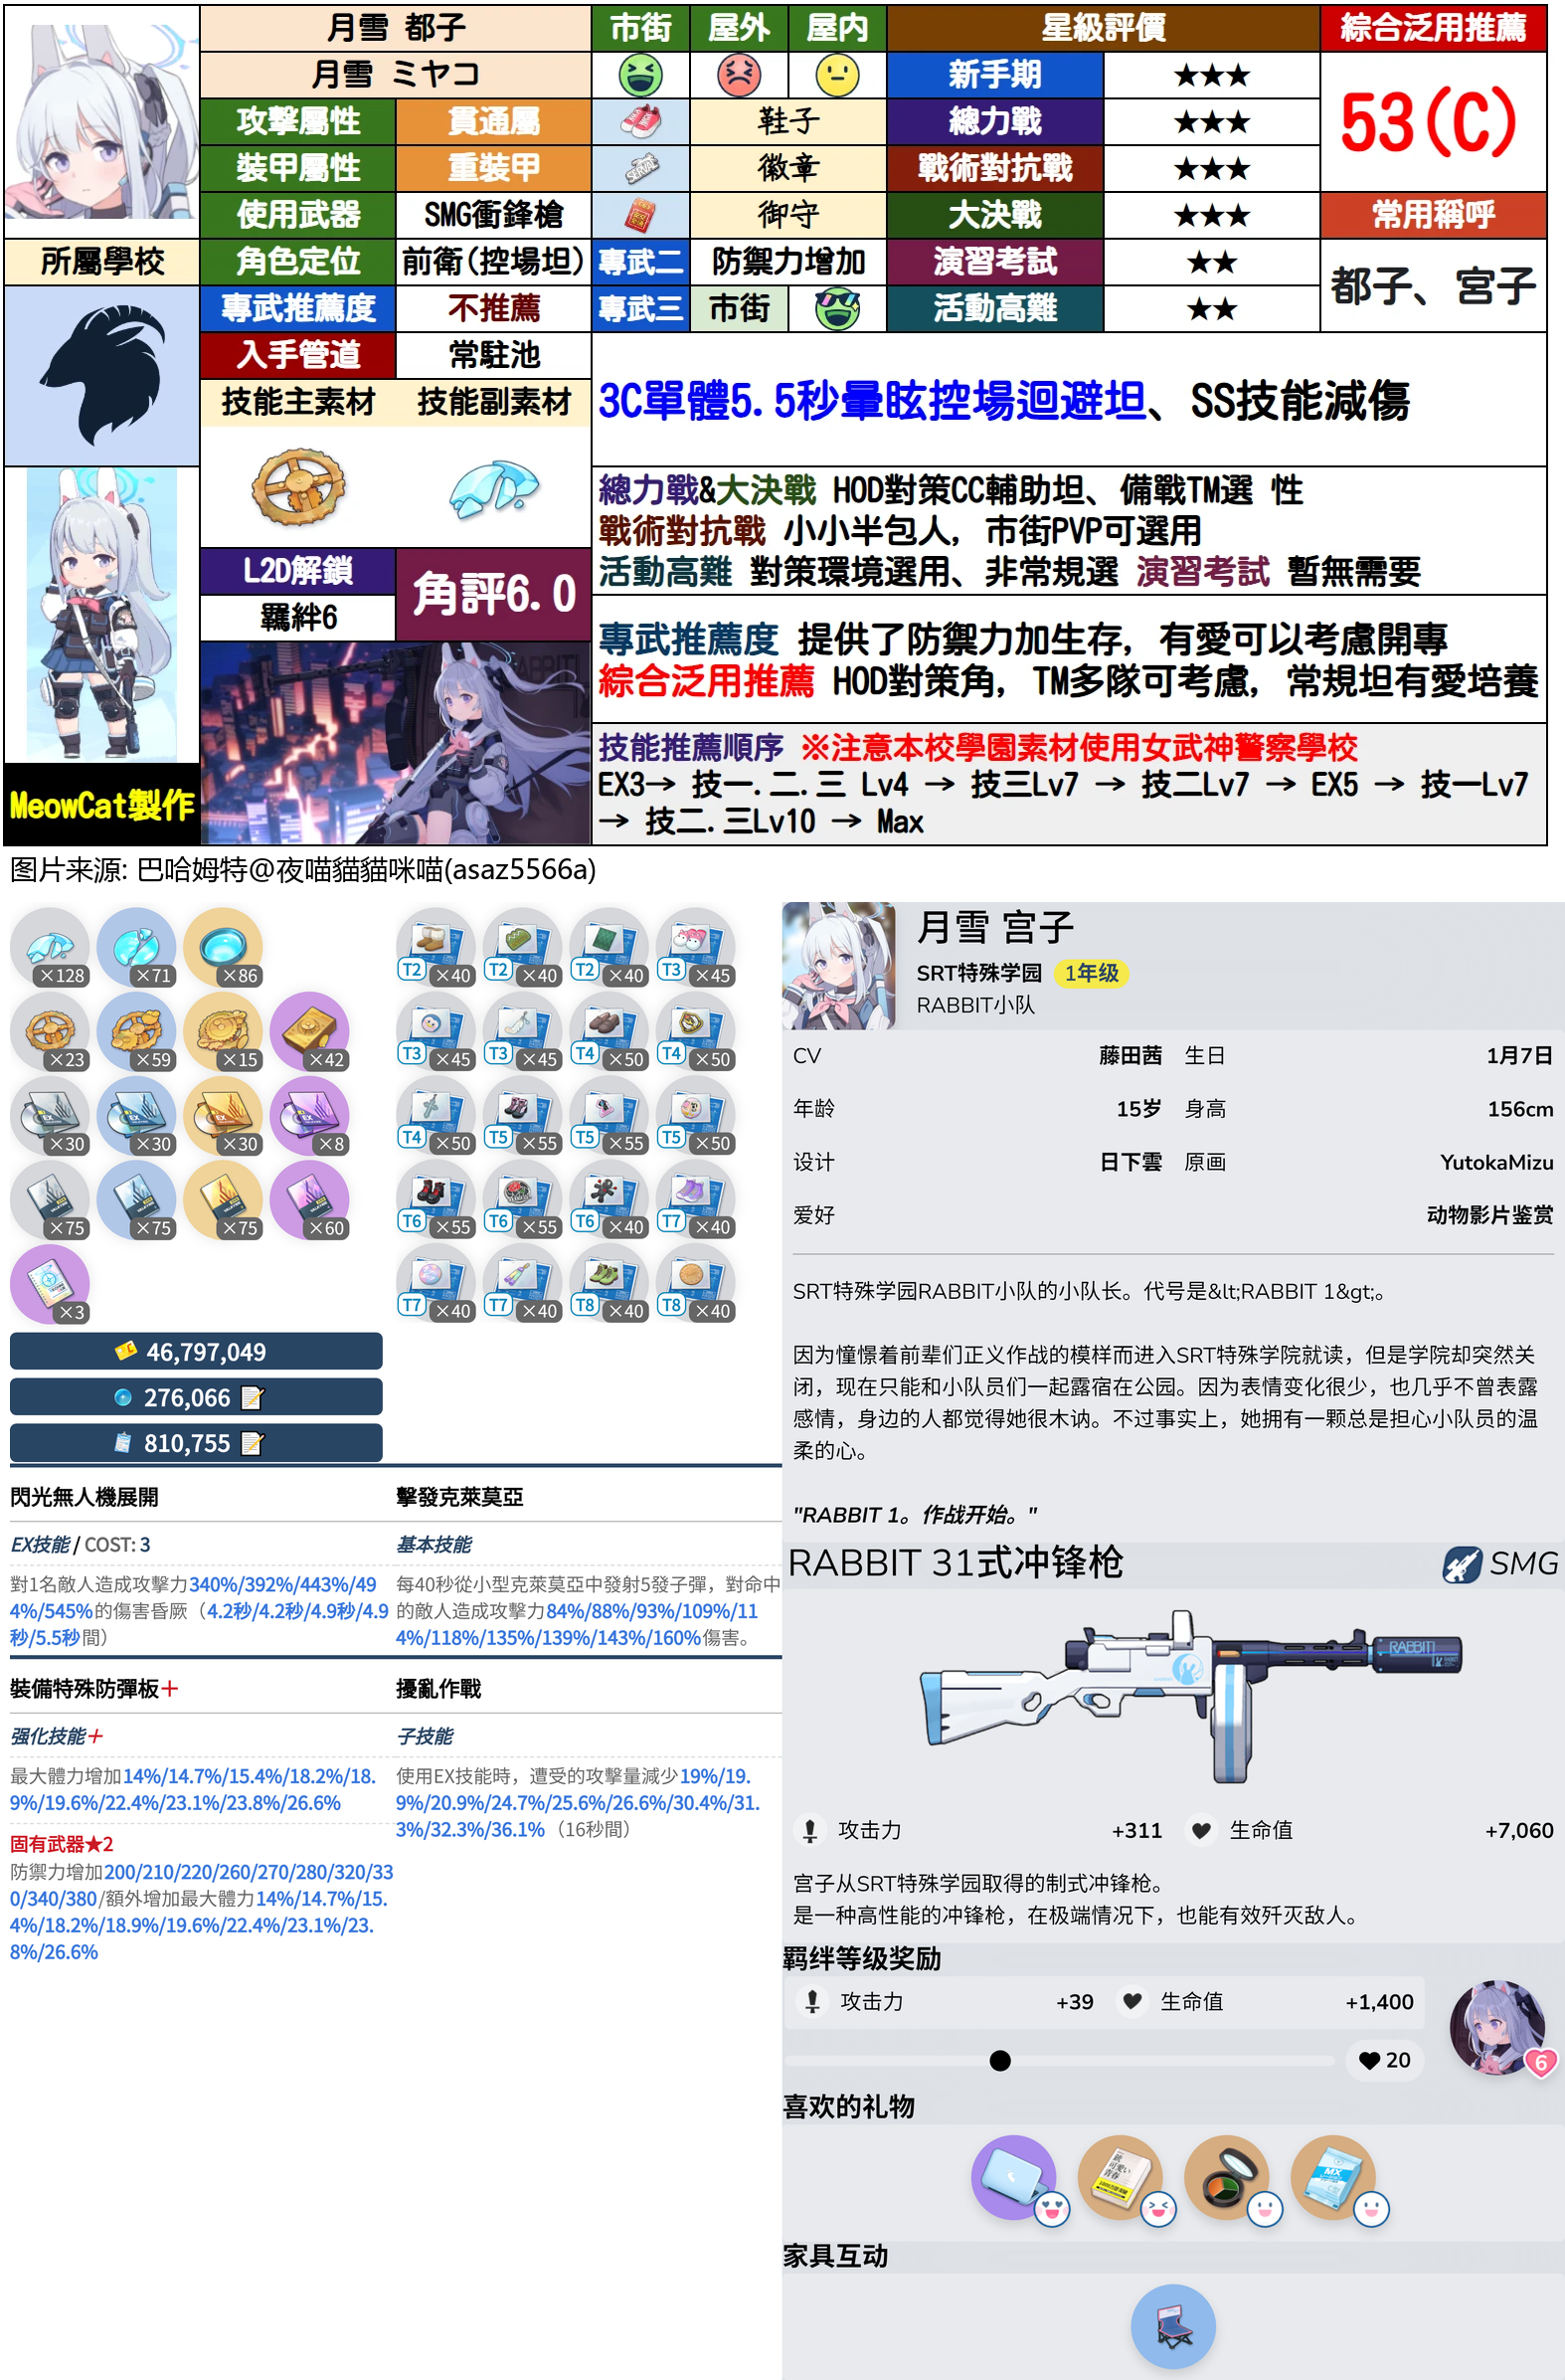 月雪 都子
市街
屋外
屋内
星級評價
綜合泛用推薦
月雪 ミヤコ
新手期
★★★
53(C)
攻擊屬性
貫通屬
鞋子
總力戰
★★★
裝甲屬性
重裝甲
徽章
戰術對抗戰
★★★
使用武器
SMG衝鋒槍
御守
大決戰
★★★
常用稱呼
所屬學校
角色定位
前衛(控場坦)
專武二
防禦力增加
演習考試
★★
都子、宮子
專武推薦度
不推薦
專武三
市街
活動高難
★★
入手管道
常駐池
技能主素材
技能副素材
3C單體5.5秒暈眩控場迴避坦、SS技能減傷
總力戰&大決戰 HOD對策CC輔助坦、備戰TM選 性
戰術對抗戰 小小半包人, 市街PVP可選用
活動高難 對策環境選用、非常規選 演習考試 暫無需要
L2D解鎖
角評6.0
羈絆6
專武推薦度 提供了防禦力加生存, 有愛可以考慮開專
綜合泛用推薦 HOD對策角, TM多隊可考慮, 常規坦有愛培養
技能推薦順序 ※注意本校學園素材使用女武神警察學校
EX3→ 技一.二.三 Lv4 → 技三Lv7 → 技二Lv7 → EX5 → 技一Lv7
→ 技二.三Lv10 → Max
MeowCat製作
图片来源: 巴哈姆特@夜喵貓貓咪喵(asaz5566a)
×128
×71
×86
×23
×59
×15
×42
×30
×30
×30
×8
×75
×75
×75
×60
×3
T2 ×40
T2 ×40
T2 ×40
T3 ×45
T3 ×45
T3 ×45
T4 ×50
T4 ×50
T4 ×50
T5 ×55
T5 ×55
T5 ×50
T6 ×55
T6 ×55
T6 ×40
T7 ×40
T7 ×40
T7 ×40
T8 ×40
T8 ×40
46,797,049
276,066
810,755
閃光無人機展開
EX技能 / COST: 3
對1名敵人造成攻擊力340%/392%/443%/49
4%/545%的傷害昏厥（4.2秒/4.2秒/4.9秒/4.9
秒/5.5秒間）
擊發克萊莫亞
基本技能
每40秒從小型克萊莫亞中發射5發子彈，對命中
的敵人造成攻擊力84%/88%/93%/109%/11
4%/118%/135%/139%/143%/160%傷害。
裝備特殊防彈板＋
强化技能＋
最大體力增加14%/14.7%/15.4%/18.2%/18.
9%/19.6%/22.4%/23.1%/23.8%/26.6%
固有武器★2
防禦力增加200/210/220/260/270/280/320/33
0/340/380/額外增加最大體力14%/14.7%/15.
4%/18.2%/18.9%/19.6%/22.4%/23.1%/23.
8%/26.6%
擾亂作戰
子技能
使用EX技能時，遭受的攻擊量減少19%/19.
9%/20.9%/24.7%/25.6%/26.6%/30.4%/31.
3%/32.3%/36.1%（16秒間）
月雪 宫子
SRT特殊学园 1年级
RABBIT小队
CV 藤田茜 生日 1月7日
年龄 15岁 身高 156cm
设计 日下雲 原画 YutokaMizu
爱好 动物影片鉴赏
SRT特殊学园RABBIT小队的小队长。代号是&lt;RABBIT 1&gt;。
因为憧憬着前辈们正义作战的模样而进入SRT特殊学院就读，但是学院却突然关
闭，现在只能和小队员们一起露宿在公园。因为表情变化很少，也几乎不曾表露
感情，身边的人都觉得她很木讷。不过事实上，她拥有一颗总是担心小队员的温
柔的心。
"RABBIT 1。作战开始。"
RABBIT 31式冲锋枪
SMG
RABBIT
攻击力 +311 生命值 +7,060
宫子从SRT特殊学园取得的制式冲锋枪。
是一种高性能的冲锋枪，在极端情况下，也能有效歼灭敌人。
羁绊等级奖励
攻击力 +39 生命值 +1,400
20
6
喜欢的礼物
MX
家具互动